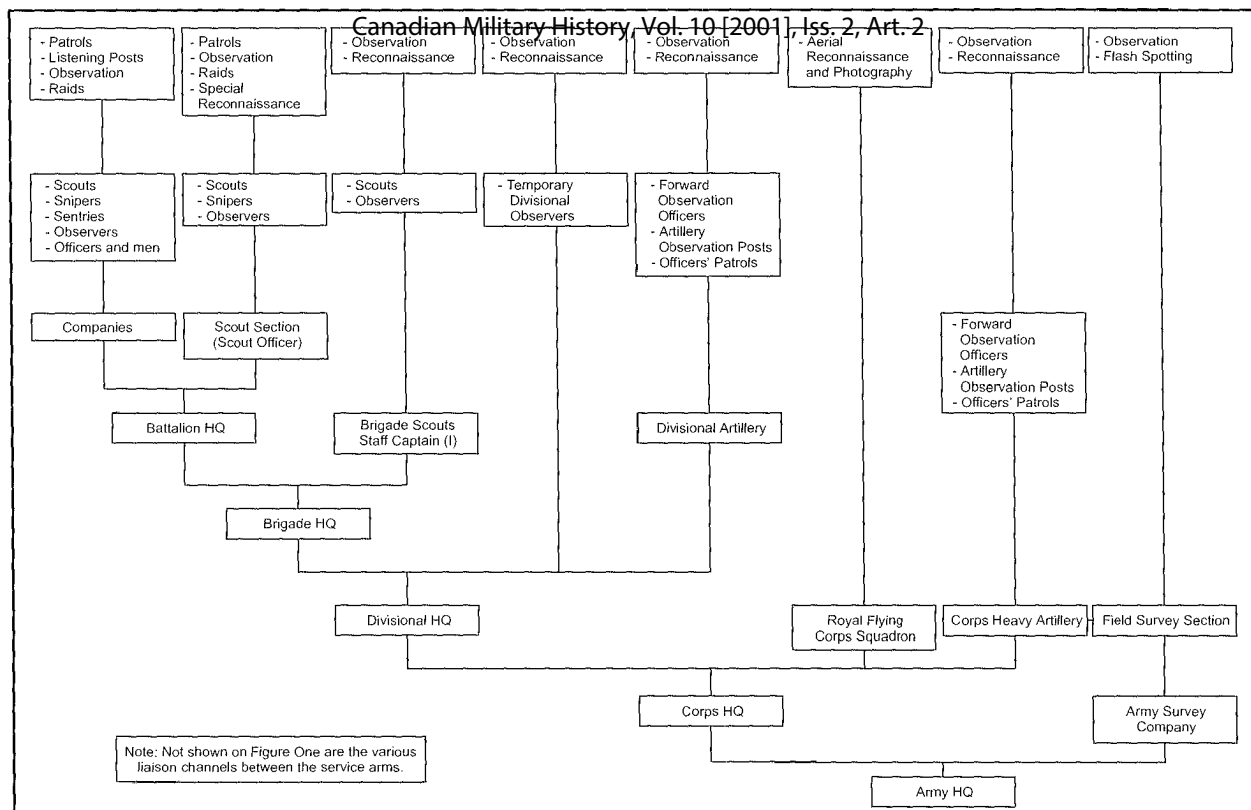 Canadian Military History, Vol. 10 [2001], Iss. 2, Art. 2
- Patrols
- Listening Posts
- Observation
- Raids
- Patrols
- Observation
- Raids
- Special
Reconnaissance
- Observation
- Reconnaissance
- Observation
- Reconnaissance
- Observation
- Reconnaissance
- Aerial
Reconnaissance
and Photography
- Observation
- Reconnaissance
- Observation
- Flash Spotting
- Scouts
- Snipers
- Sentries
- Observers
- Officers and men
- Scouts
- Snipers
- Observers
- Scouts
- Observers
- Temporary
Divisional
Observers
- Forward
Observation
Officers
- Artillery
Observation Posts
- Officers' Patrols
Companies
Scout Section
(Scout Officer)
- Forward
Observation
Officers
- Artillery
Observation Posts
- Officers' Patrols
Battalion HQ
Brigade Scouts
Staff Captain (I)
Divisional Artillery
Brigade HQ
Divisional HQ
Royal Flying
Corps Squadron
Corps Heavy Artillery
Field Survey Section
Corps HQ
Army Survey
Company
Note: Not shown on Figure One are the various
liaison channels between the service arms.
Army HQ